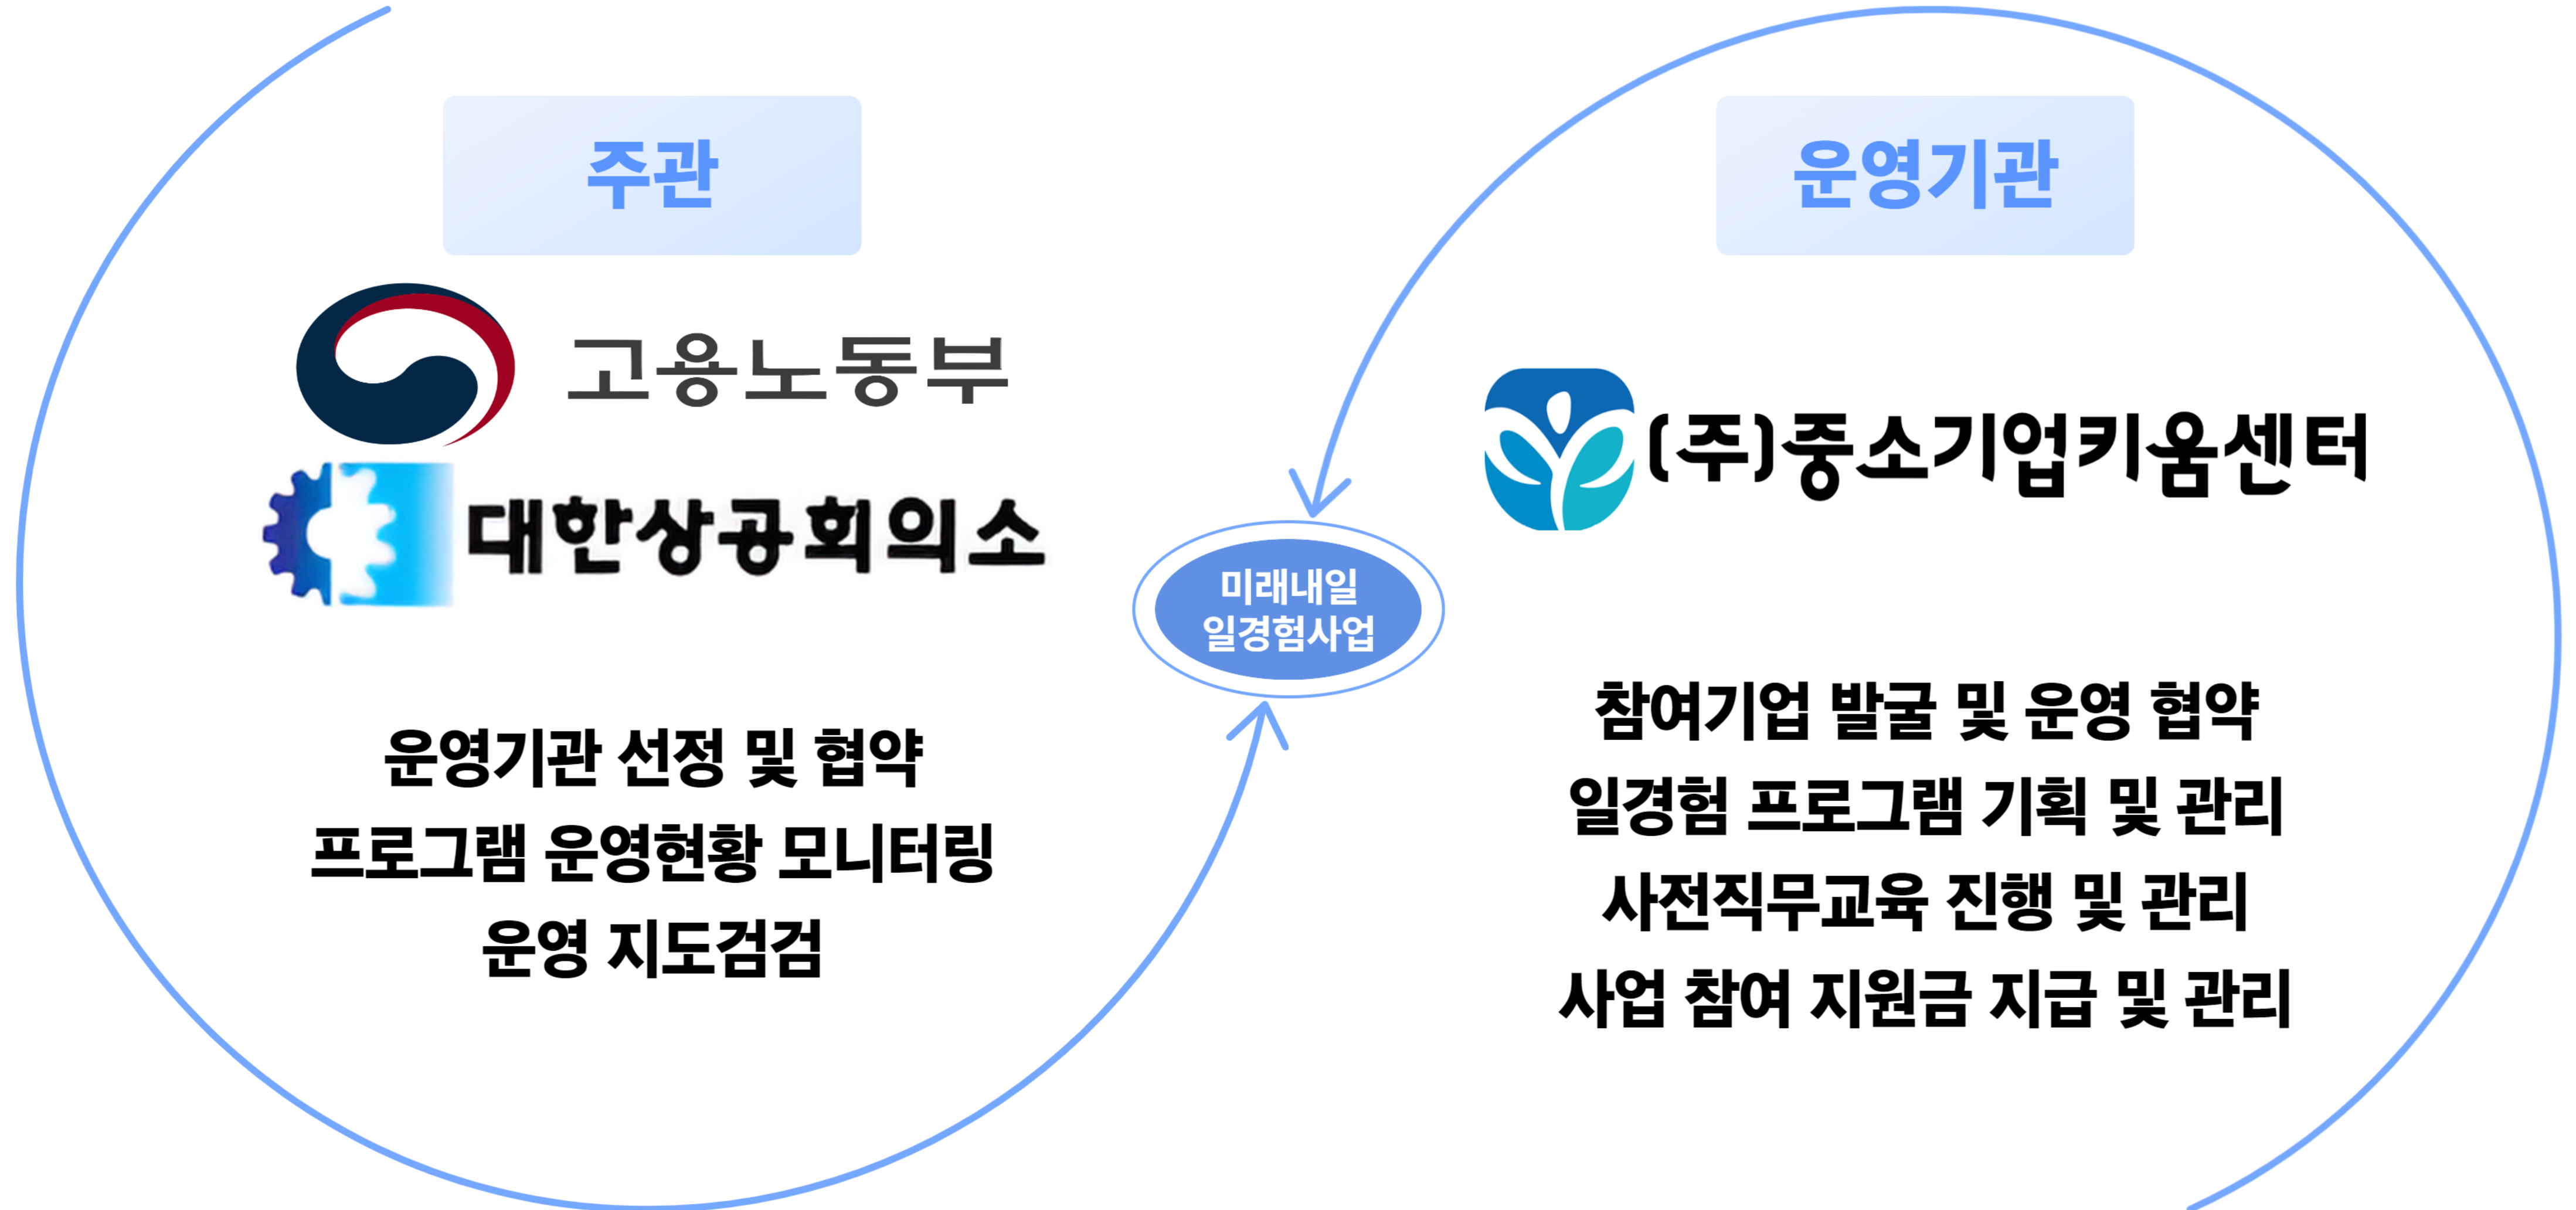 주관
고용노동부
대한상공회의소
운영기관 선정 및 협약
프로그램 운영현황 모니터링
운영 지도검검
미래내일
일경험사업
운영기관
(주)중소기업키움센터
참여기업 발굴 및 운영 협약
일경험 프로그램 기획 및 관리
사전직무교육 진행 및 관리
사업 참여 지원금 지급 및 관리